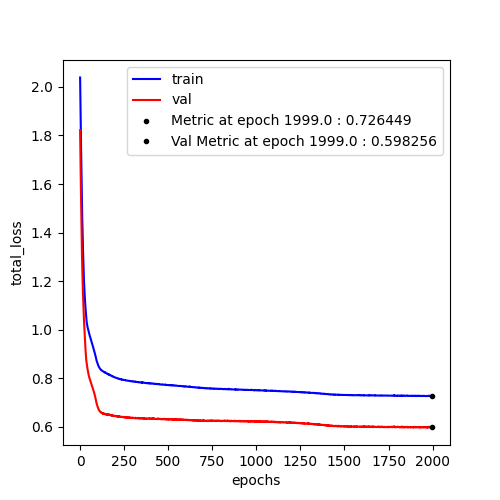 train
val
Metric at epoch 1999.0 : 0.726449
Val Metric at epoch 1999.0 : 0.598256
total_loss
2.0
1.8
1.6
1.4
1.2
1.0
0.8
0.6
0 250 500 750 1000 1250 1500 1750 2000
epochs